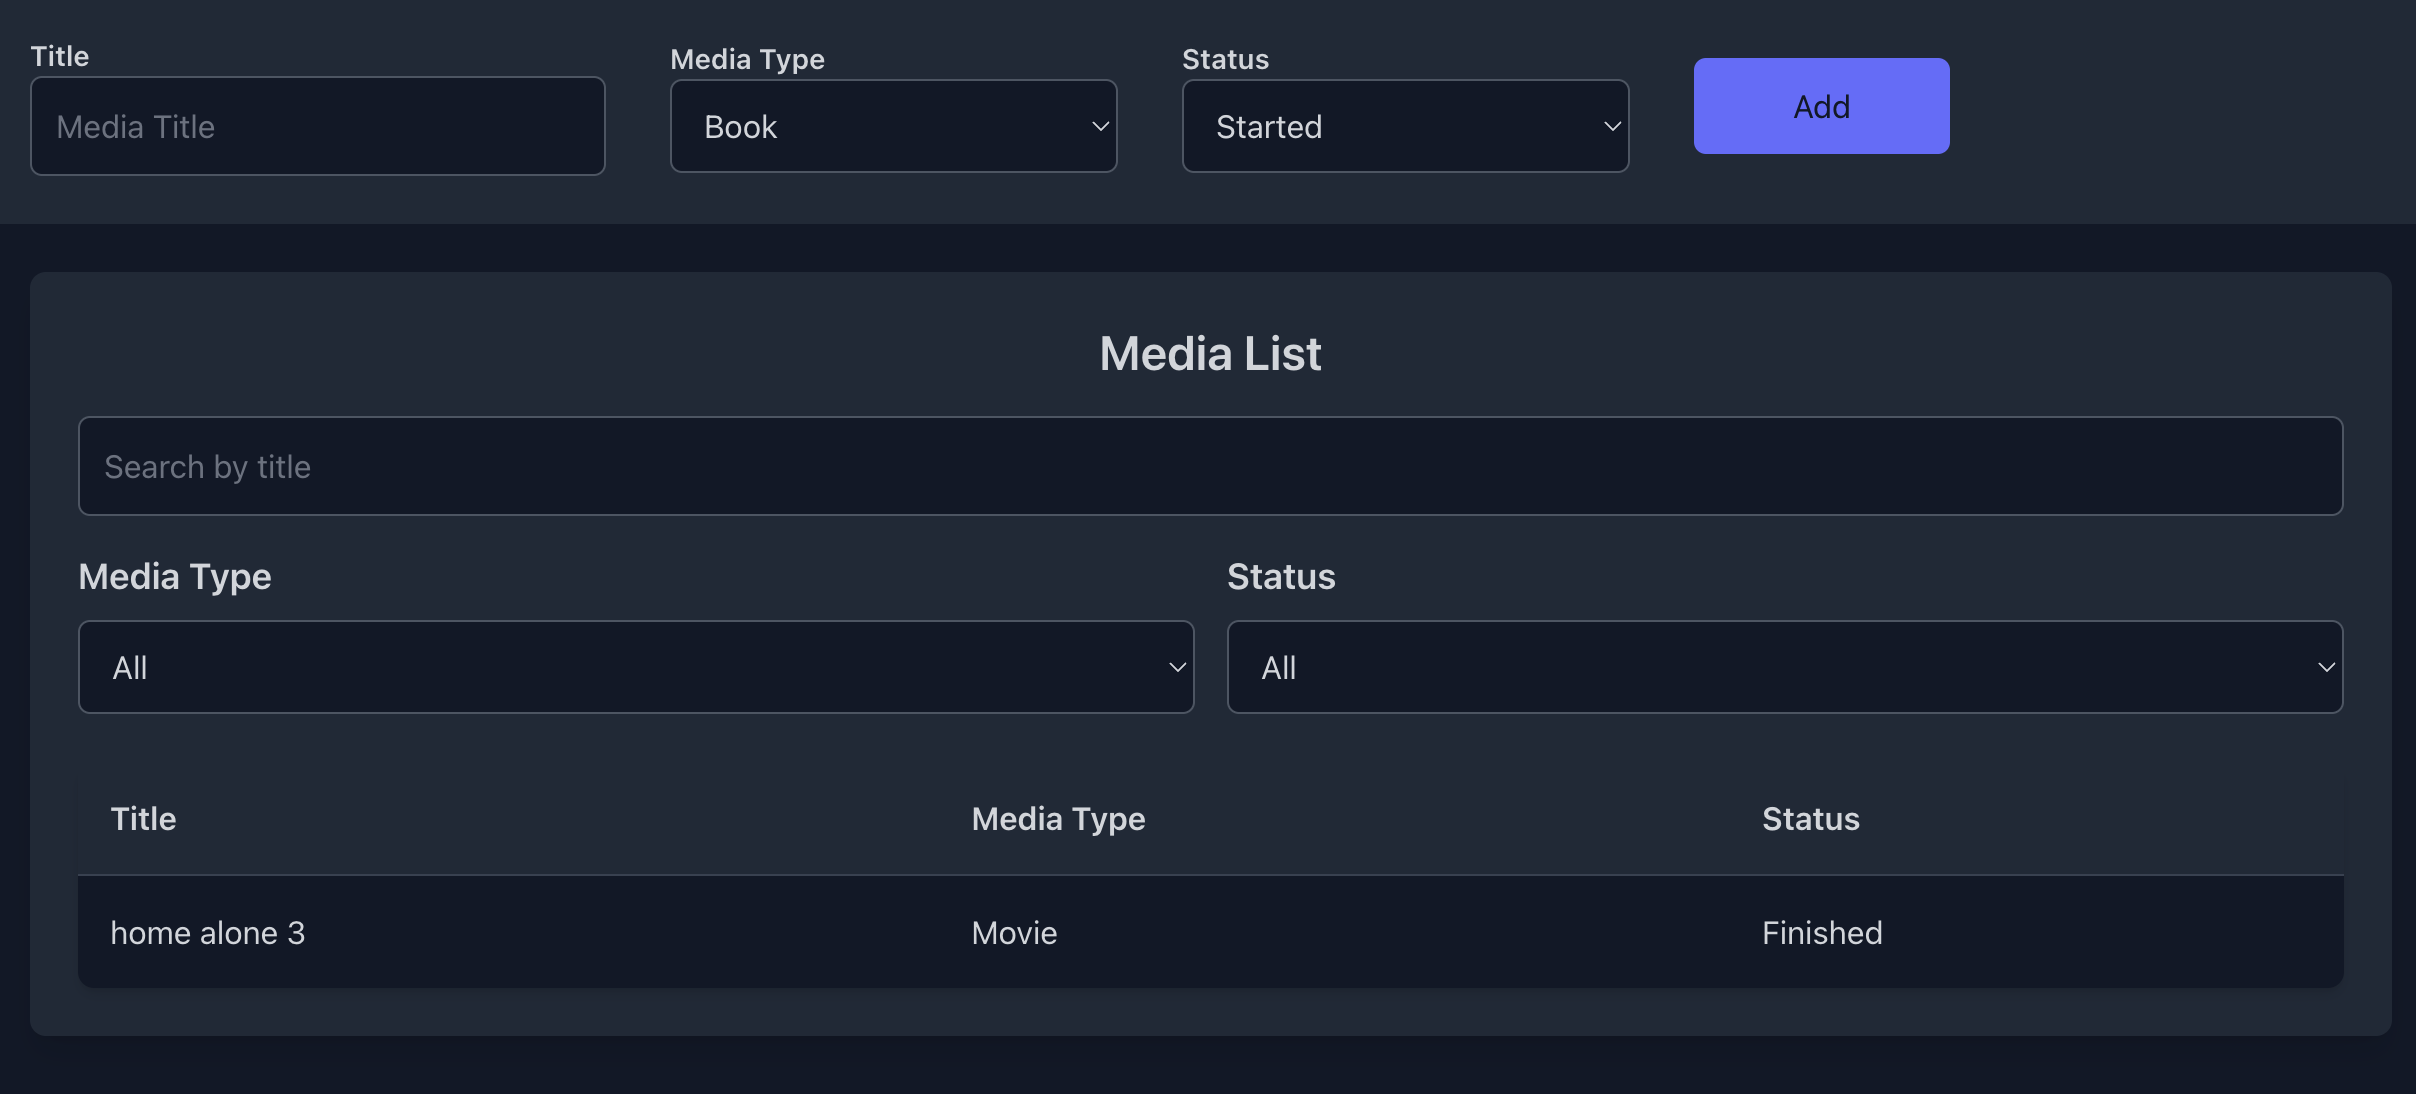 Title
Media Type
Status
Media Title
Book
Started
Add
Media List
Search by title
Media Type
Status
All
All
Title
Media Type
Status
home alone 3
Movie
Finished